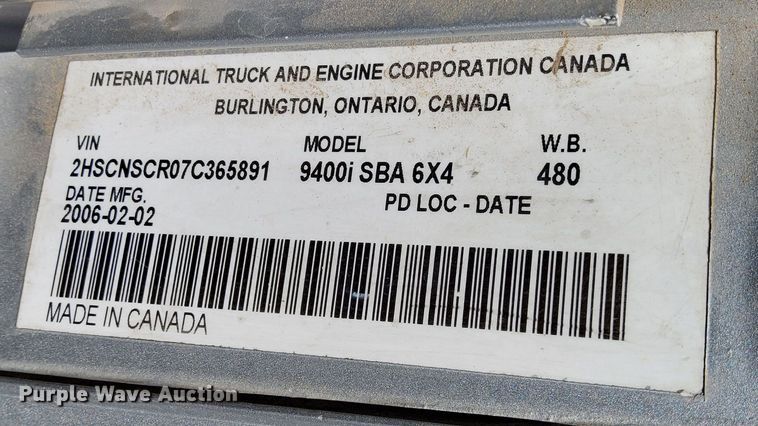 INTERNATIONAL TRUCK AND ENGINE CORPORATION CANADA
BURLINGTON, ONTARIO, CANADA
VIN MODEL W.B.
2HSCNSCR07C365891 9400i SBA 6X4 480
DATE MFG. PD LOC - DATE
2006-02-02
MADE IN CANADA
Purple Wave Auction